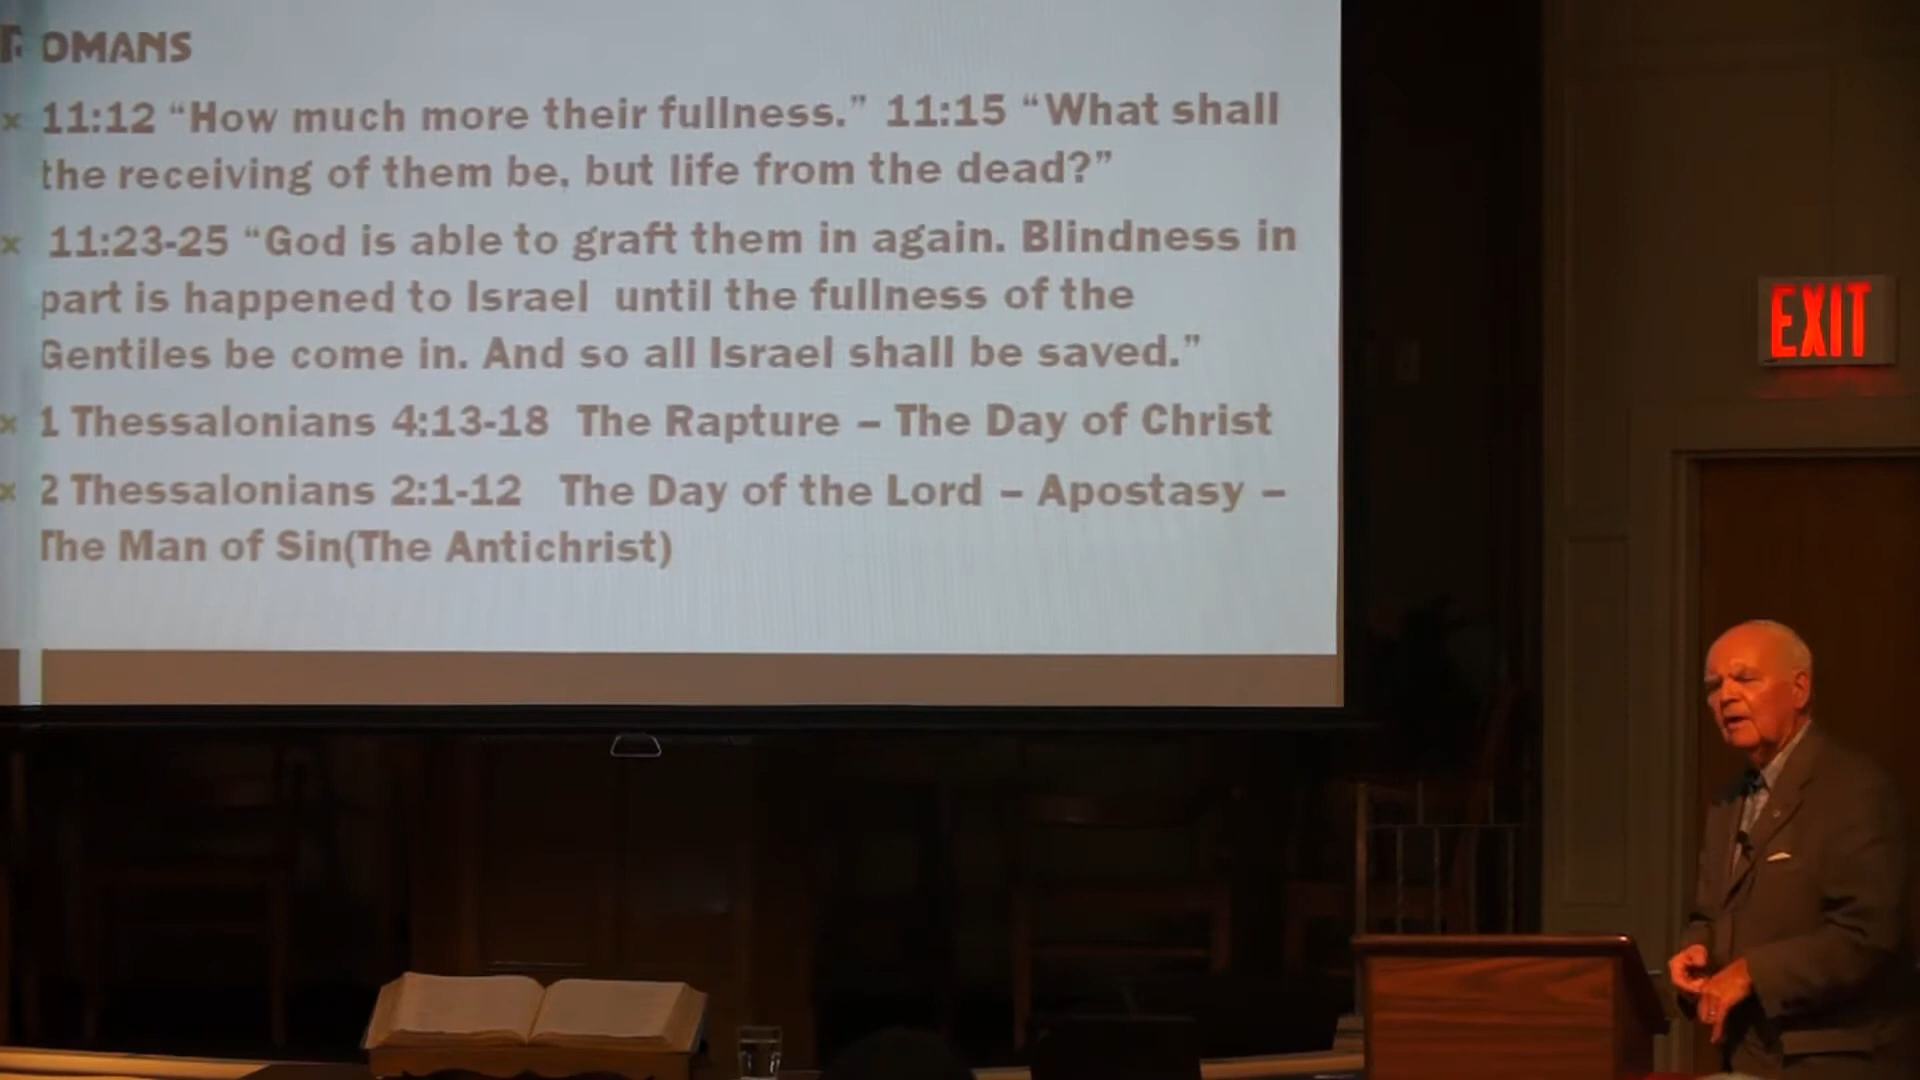 ROMANS
× 11:12 “How much more their fullness.” 11:15 “What shall
the receiving of them be, but life from the dead?”
× 11:23-25 “God is able to graft them in again. Blindness in
part is happened to Israel until the fullness of the
Gentiles be come in. And so all Israel shall be saved.”
× 1 Thessalonians 4:13-18 The Rapture – The Day of Christ
× 2 Thessalonians 2:1-12 The Day of the Lord – Apostasy –
The Man of Sin(The Antichrist)
EXIT